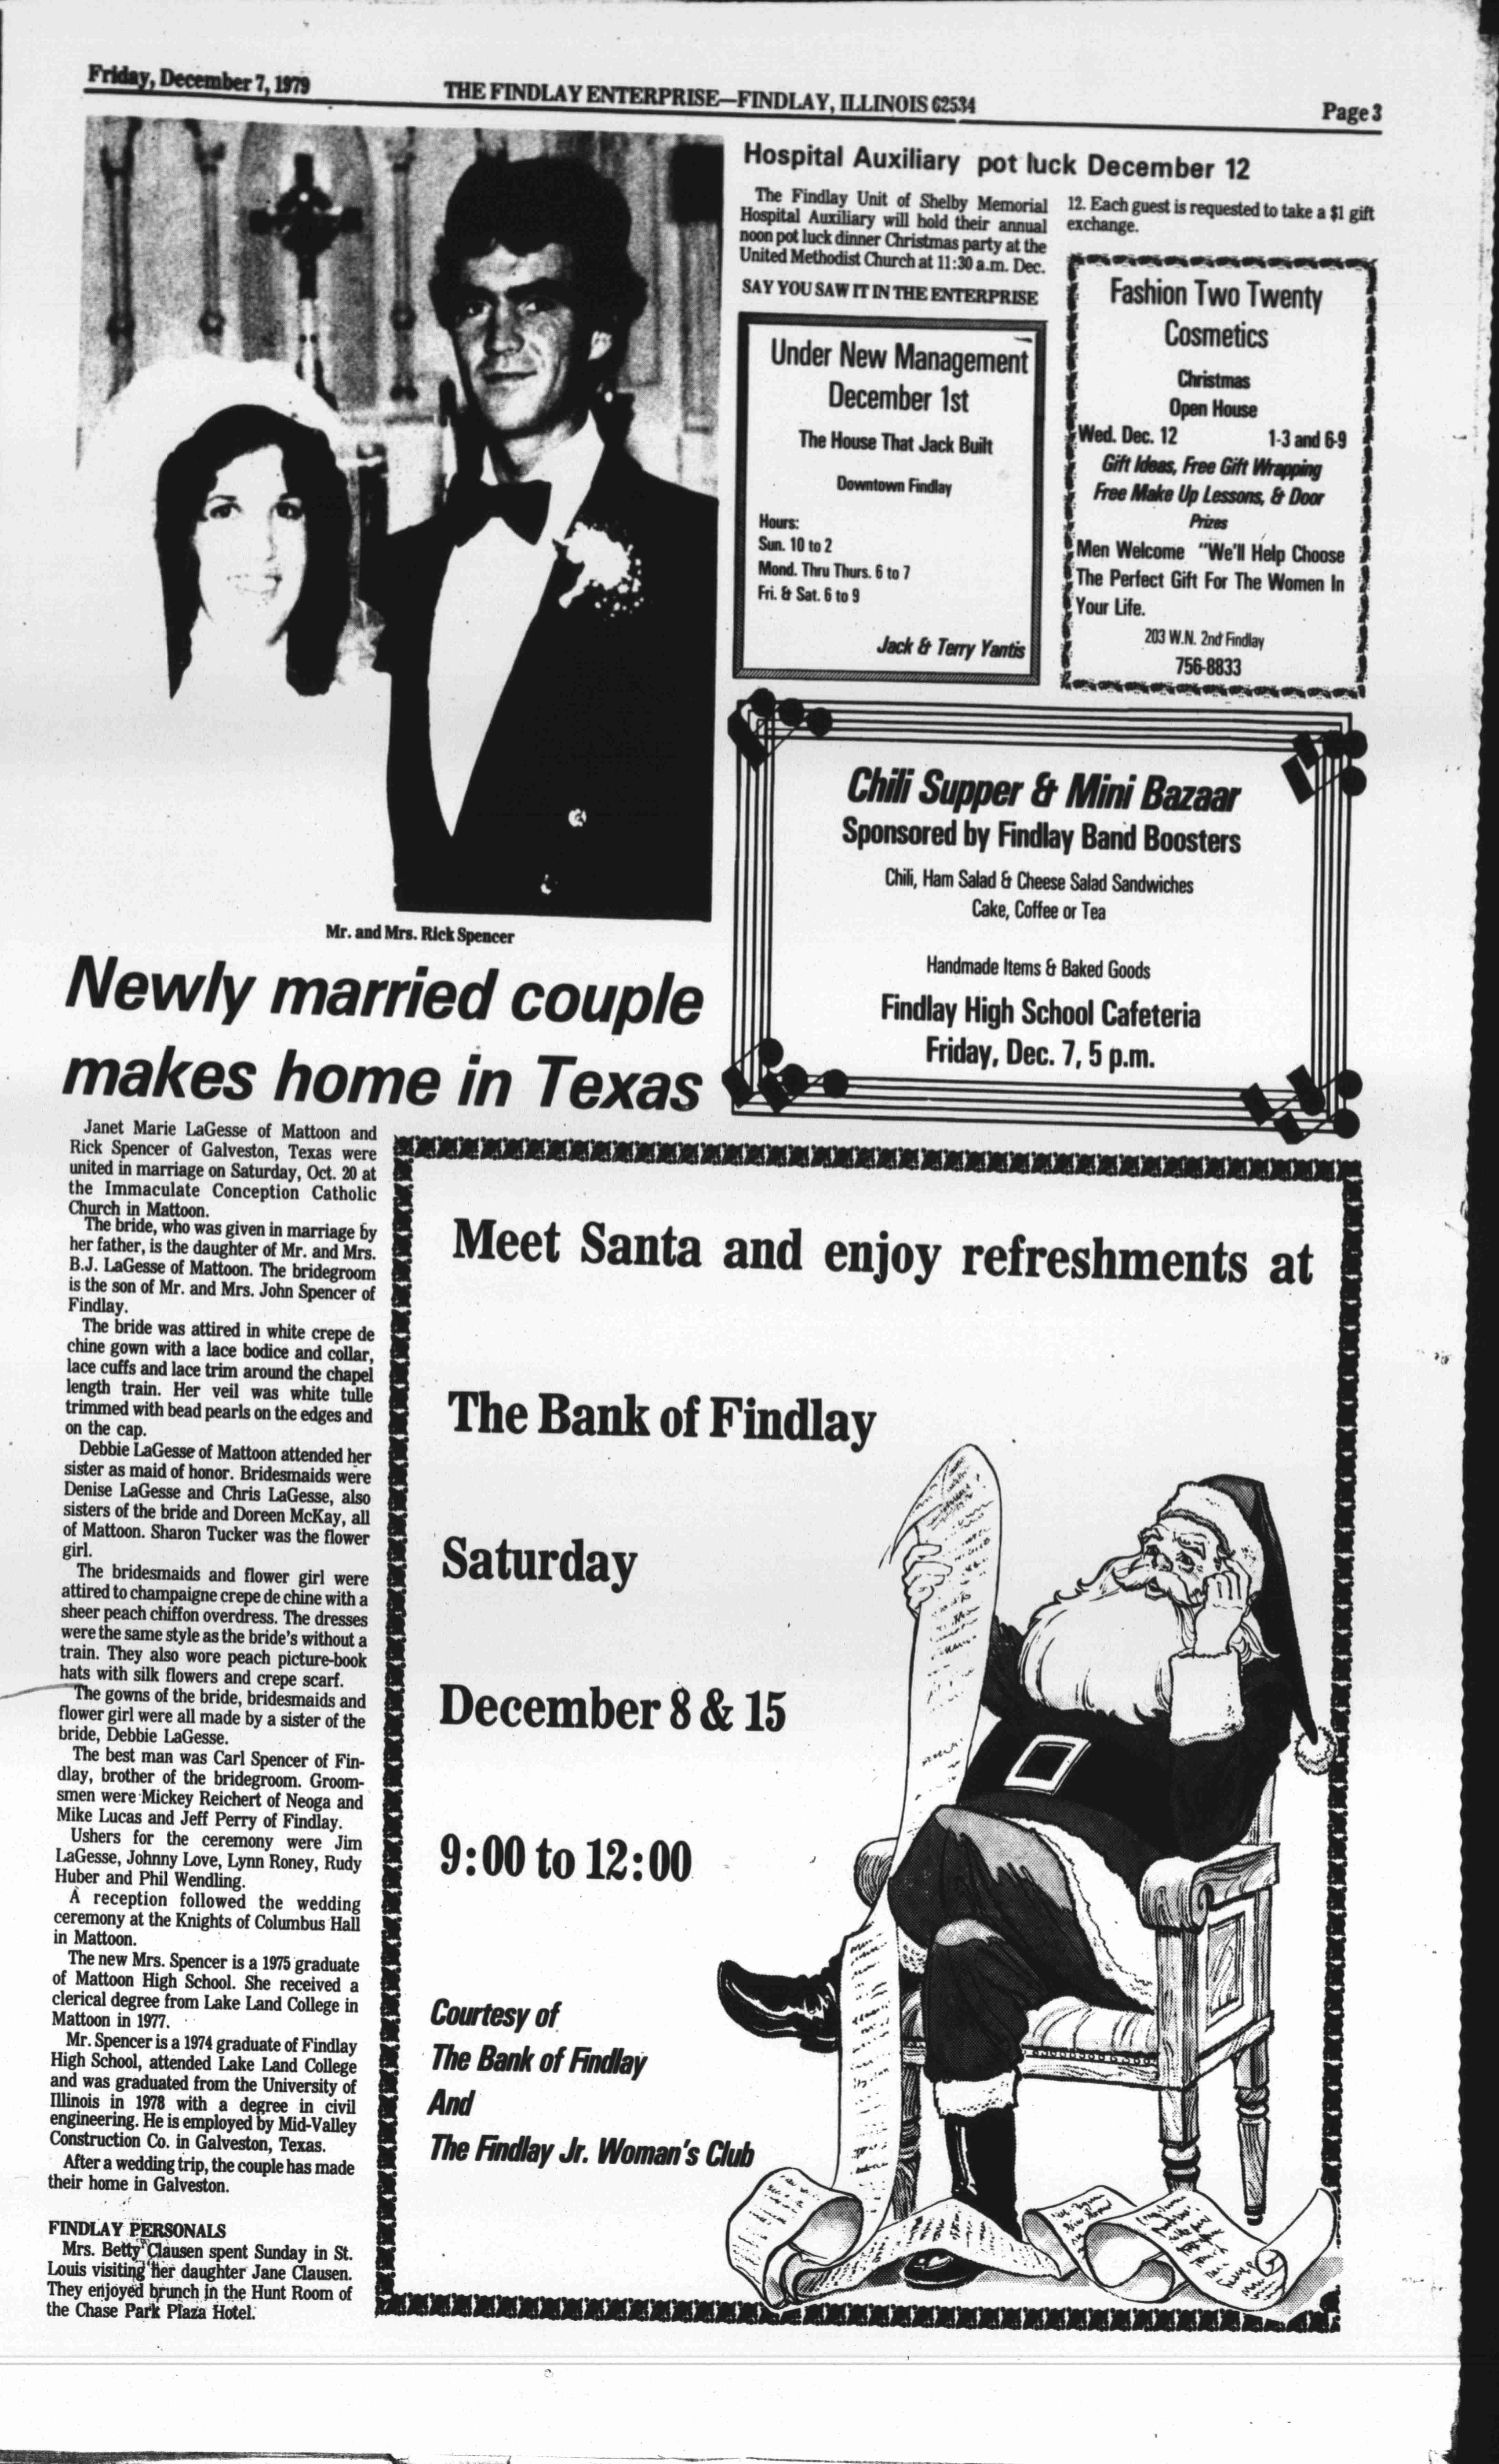 Friday, December 7, 1979
THE FINDLAY ENTERPRISE—FINDLAY, ILLINOIS 62534
Page 3
Mr. and Mrs. Rick Spencer
Newly married couple
makes home in Texas
Janet Marie LaGesse of Mattoon and
Rick Spencer of Galveston, Texas were
united in marriage on Saturday, Oct. 20 at
the Immaculate Conception Catholic
Church in Mattoon.
The bride, who was given in marriage by
her father, is the daughter of Mr. and Mrs.
B.J. LaGesse of Mattoon. The bridegroom
is the son of Mr. and Mrs. John Spencer of
Findlay.
The bride was attired in white crepe de
chine gown with a lace bodice and collar,
lace cuffs and lace trim around the chapel
length train. Her veil was white tulle
trimmed with bead pearls on the edges and
on the cap.
Debbie LaGesse of Mattoon attended her
sister as maid of honor. Bridesmaids were
Denise LaGesse and Chris LaGesse, also
sisters of the bride and Doreen McKay, all
of Mattoon. Sharon Tucker was the flower
girl.
The bridesmaids and flower girl were
attired to champaigne crepe de chine with a
sheer peach chiffon overdress. The dresses
were the same style as the bride's without a
train. They also wore peach picture-book
hats with silk flowers and crepe scarf.
The gowns of the bride, bridesmaids and
flower girl were all made by a sister of the
bride, Debbie LaGesse.
The best man was Carl Spencer of Fin-
dlay, brother of the bridegroom. Groom-
smen were Mickey Reichert of Neoga and
Mike Lucas and Jeff Perry of Findlay.
Ushers for the ceremony were Jim
LaGesse, Johnny Love, Lynn Roney, Rudy
Huber and Phil Wendling.
A reception followed the wedding
ceremony at the Knights of Columbus Hall
in Mattoon.
The new Mrs. Spencer is a 1975 graduate
of Mattoon High School. She received a
clerical degree from Lake Land College in
Mattoon in 1977.
Mr. Spencer is a 1974 graduate of Findlay
High School, attended Lake Land College
and was graduated from the University of
Illinois in 1978 with a degree in civil
engineering. He is employed by Mid-Valley
Construction Co. in Galveston, Texas.
After a wedding trip, the couple has made
their home in Galveston.
FINDLAY PERSONALS
Mrs. Betty Clausen spent Sunday in St.
Louis visiting her daughter Jane Clausen.
They enjoyed brunch in the Hunt Room of
the Chase Park Plaza Hotel.
Hospital Auxiliary pot luck December 12
The Findlay Unit of Shelby Memorial
Hospital Auxiliary will hold their annual
noon pot luck dinner Christmas party at the
United Methodist Church at 11:30 a.m. Dec.
12. Each guest is requested to take a $1 gift
exchange.
SAY YOU SAW IT IN THE ENTERPRISE
Under New Management
December 1st
The House That Jack Built
Downtown Findlay
Hours:
Sun. 10 to 2
Mond. Thru Thurs. 6 to 7
Fri. & Sat. 6 to 9
Jack & Terry Yantis
Fashion Two Twenty
Cosmetics
Christmas
Open House
Wed. Dec. 12 1-3 and 6-9
Gift Ideas, Free Gift Wrapping
Free Make Up Lessons, & Door
Prizes
Men Welcome "We'll Help Choose
The Perfect Gift For The Women In
Your Life.
203 W.N. 2nd Findlay
756-8833
Chili Supper & Mini Bazaar
Sponsored by Findlay Band Boosters
Chili, Ham Salad & Cheese Salad Sandwiches
Cake, Coffee or Tea
Handmade Items & Baked Goods
Findlay High School Cafeteria
Friday, Dec. 7, 5 p.m.
Meet Santa and enjoy refreshments at
The Bank of Findlay
Saturday
December 8 & 15
9:00 to 12:00
Courtesy of
The Bank of Findlay
And
The Findlay Jr. Woman's Club